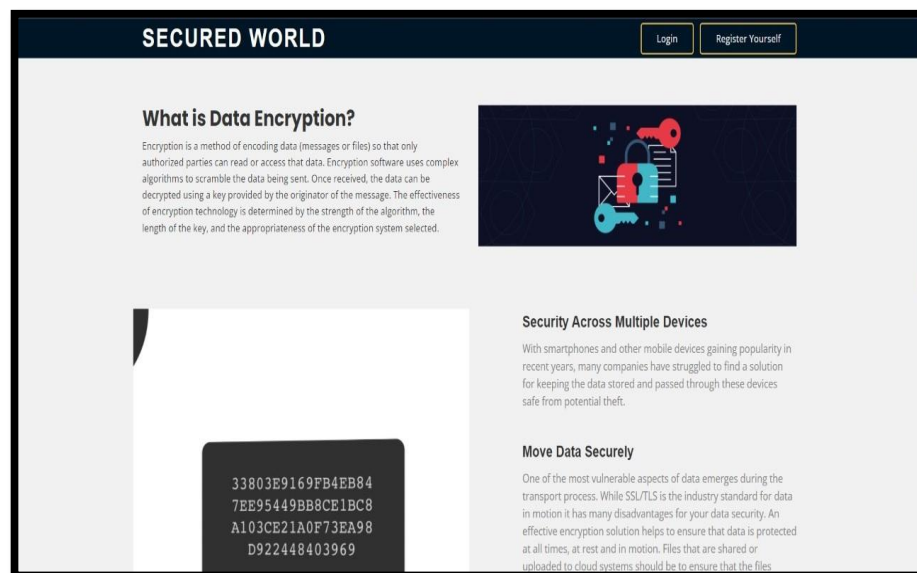 SECURED WORLD
Login
Register Yourself
What is Data Encryption?
Encryption is a method of encoding data (messages or files) so that only
authorized parties can read or access that data. Encryption software uses complex
algorithms to scramble the data being sent. Once received, the data can be
decrypted using a key provided by the originator of the message. The effectiveness
of encryption technology is determined by the strength of the algorithm, the
length of the key, and the appropriateness of the encryption system selected.
33803E9169FB4EB84
7EE95449BB8CE1BC8
A103CE21A0F73EA98
D922448403969
Security Across Multiple Devices
With smartphones and other mobile devices gaining popularity in
recent years, many companies have struggled to find a solution
for keeping the data stored and passed through these devices
safe from potential theft.
Move Data Securely
One of the most vulnerable aspects of data emerges during the
transport process. While SSL/TLS is the industry standard for data
in motion it has many disadvantages for your data security. An
effective encryption solution helps to ensure that data is protected
at all times, at rest and in motion. Files that are shared or
uploaded to cloud systems should be to ensure that the files